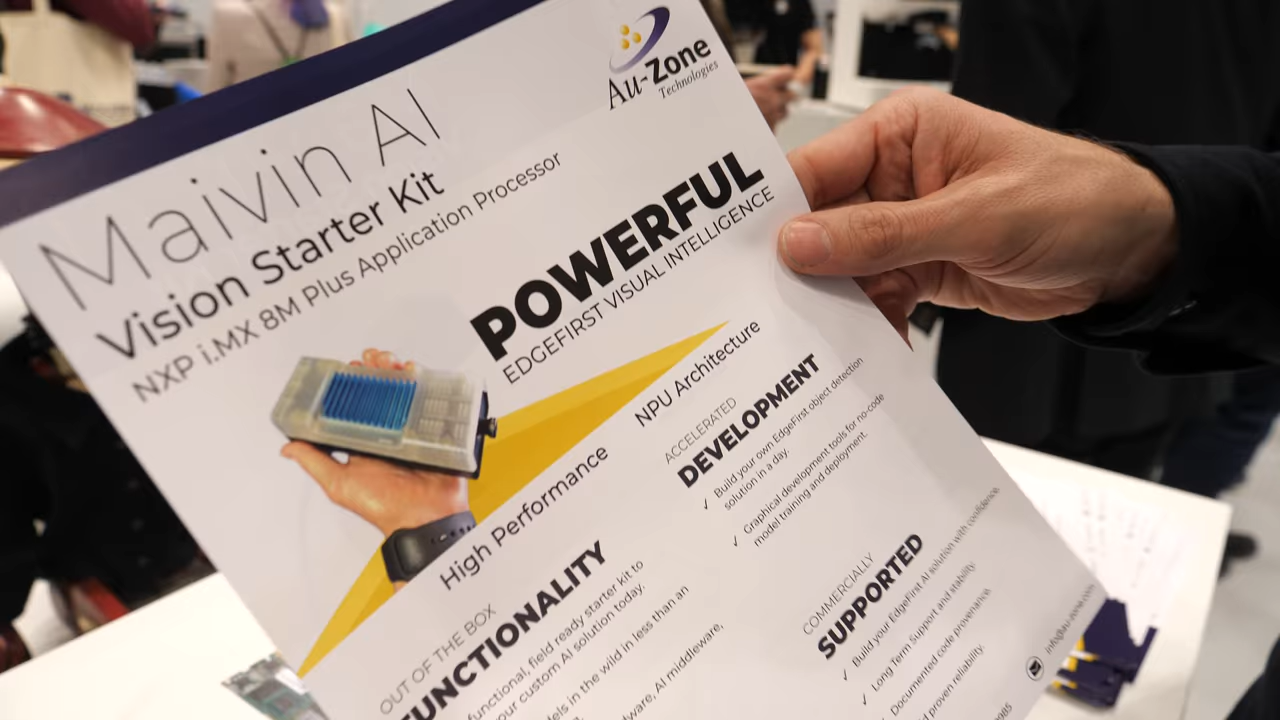 Au-Zone
Technologies
Maivin AI
Vision Starter Kit
NXP i.MX 8M Plus Application Processor
POWERFUL
EDGEFIRST VISUAL INTELLIGENCE
High Performance
NPU Architecture
ACCELERATED
DEVELOPMENT
✓ Build your own EdgeFirst object detection
solution in a day.
✓ Graphical development tools for no-code
model training and deployment.
OUT OF THE BOX
FUNCTIONALITY
functional, field ready starter kit to
your custom AI solution today.
in the wild in less than an
AI middleware,
COMMERCIALLY
SUPPORTED
✓ Build your EdgeFirst AI solution with confidence.
✓ Long Term Support and stability.
✓ Documented code provenance.
proven reliability.
info@au-zone.com